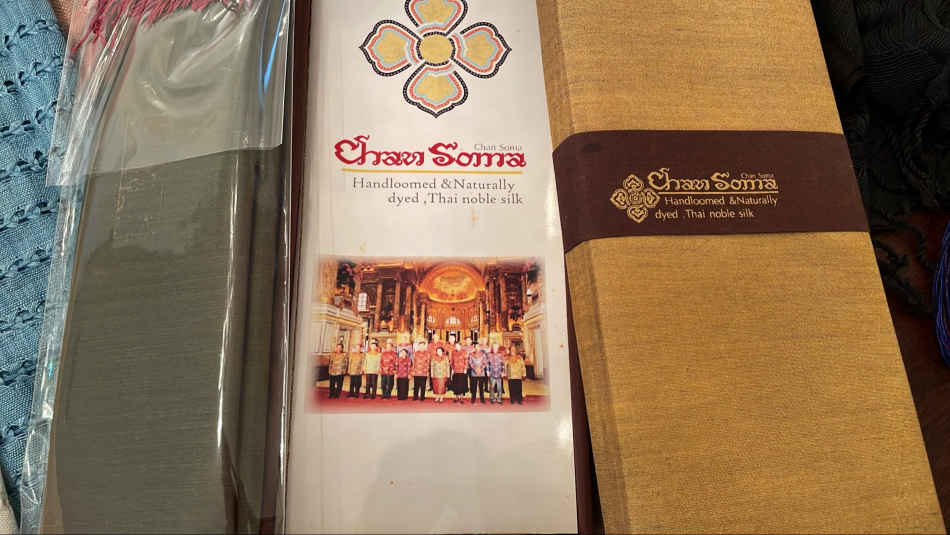 Chan Soma
Chan Soma
Handloomed &Naturally
dyed ,Thai noble silk
Chan Soma
Chan Soma
Handloomed &Naturally
dyed ,Thai noble silk